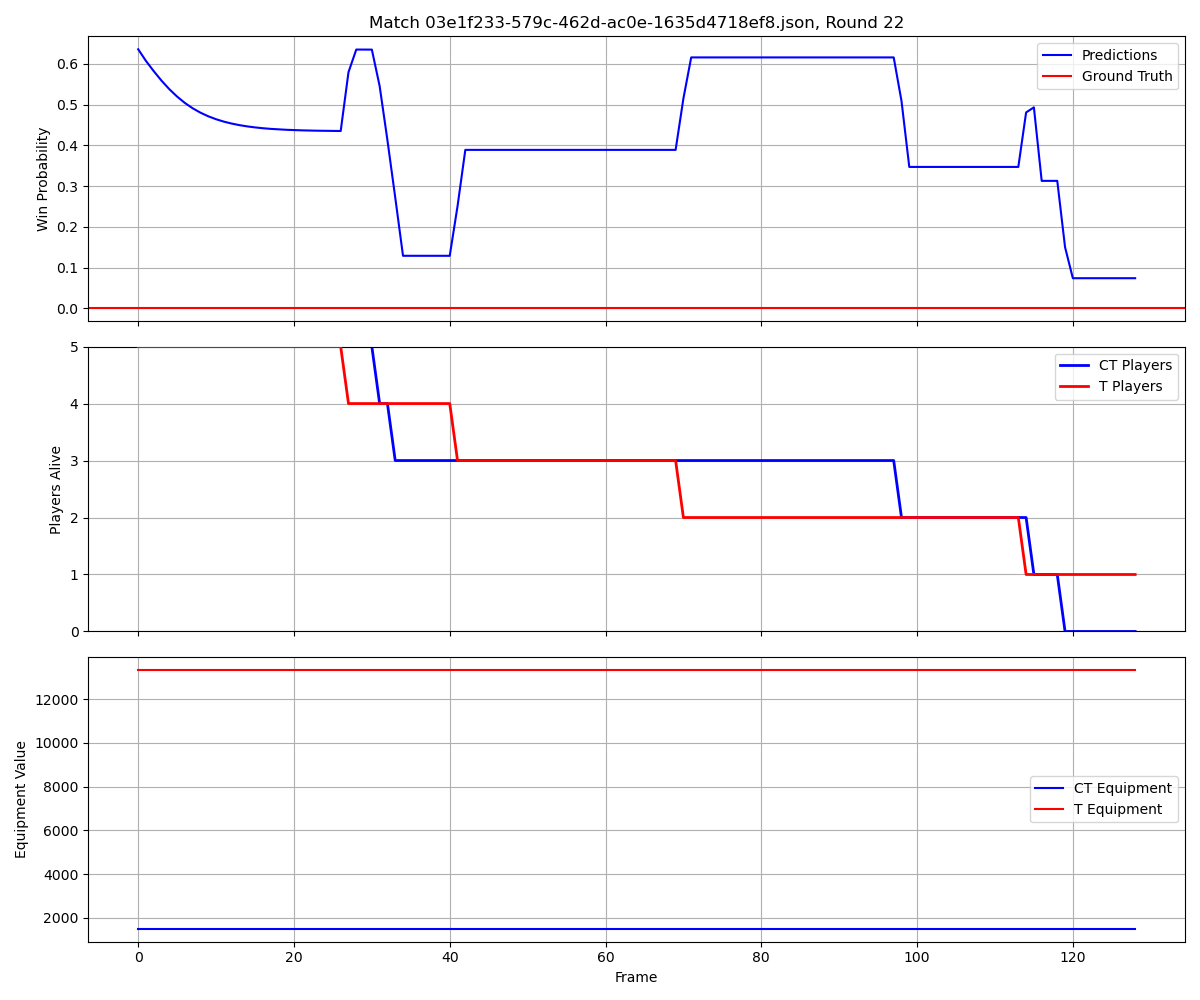 Match 03e1f233-579c-462d-ac0e-1635d4718ef8.json, Round 22
Win Probability
0.6
0.5
0.4
0.3
0.2
0.1
0.0
Predictions
Ground Truth
Players Alive
5
4
3
2
1
0
CT Players
T Players
Equipment Value
12000
10000
8000
6000
4000
2000
CT Equipment
T Equipment
0 20 40 60 80 100 120
Frame